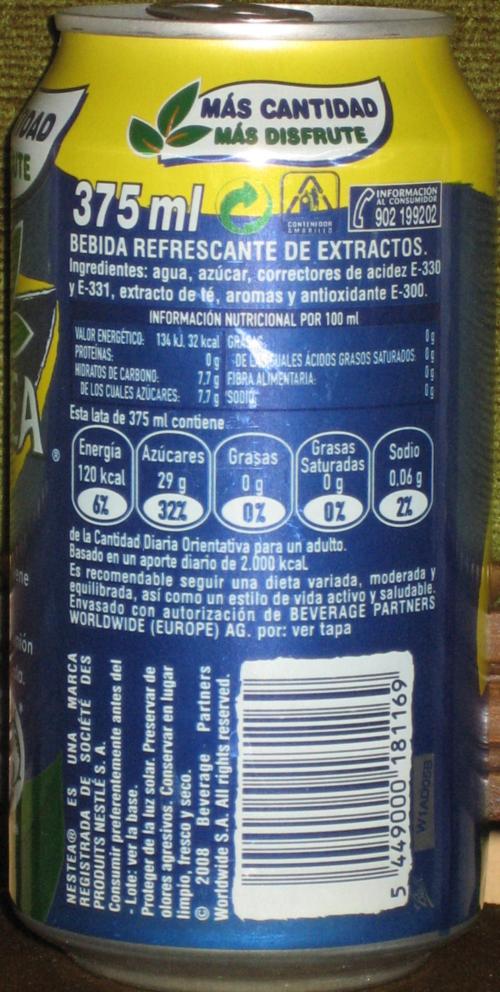 MÁS CANTIDAD
MÁS DISFRUTE
375 ml
CONTENEDOR
AMARILLO
INFORMACIÓN
AL CONSUMIDOR
902 199202
BEBIDA REFRESCANTE DE EXTRACTOS.
Ingredientes: agua, azúcar, correctores de acidez E-330
y E-331, extracto de té, aromas y antioxidante E-300.
INFORMACIÓN NUTRICIONAL POR 100 ml
VALOR ENERGÉTICO: 134 kJ, 32 kcal
PROTEÍNAS: 0 g
HIDRATOS DE CARBONO: 7,7 g
DE LOS CUALES AZÚCARES: 7,7 g
GRASAS: 0 g
DE LAS CUALES ÁCIDOS GRASOS SATURADOS: 0 g
FIBRA ALIMENTARIA: 0 g
SODIO: 0 g
Esta lata de 375 ml contiene
Energía
120 kcal
6%
Azúcares
29 g
32%
Grasas
0 g
0%
Grasas
Saturadas
0 g
0%
Sodio
0,06 g
2%
de la Cantidad Diaria Orientativa para un adulto.
Basado en un aporte diario de 2.000 kcal.
Es recomendable seguir una dieta variada, moderada y
equilibrada, así como un estilo de vida activo y saludable.
Envasado con autorización de BEVERAGE PARTNERS
WORLDWIDE (EUROPE) AG. por: ver tapa
NESTEA® ES UNA MARCA
REGISTRADA DE SOCIÉTÉ DES
PRODUITS NESTLÉ S. A.
Consumir preferentemente antes del
- Lote: ver la base.
Proteger de la luz solar. Preservar de
olores agresivos. Conservar en lugar
limpio, fresco y seco.
© 2008 Beverage Partners
Worldwide S.A. All rights reserved.
5 449000 181169
W1AD05B